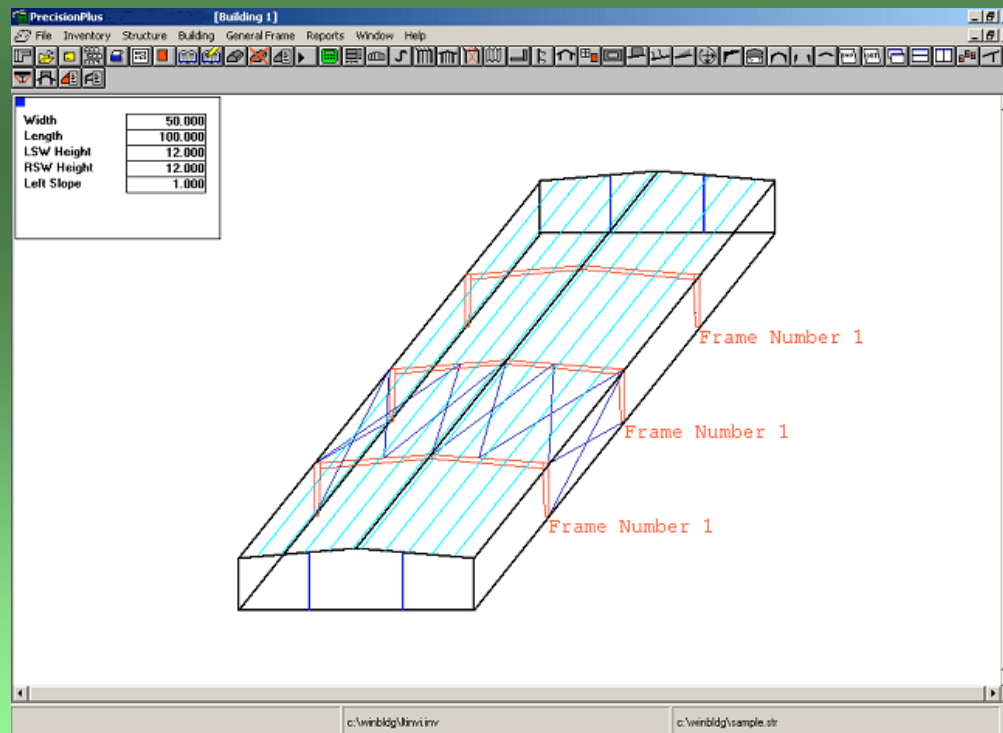 PrecisionPlus [Building 1]
File Inventory Structure Building General Frame Reports Window Help
Width 50.000
Length 100.000
LSW Height 12.000
RSW Height 12.000
Left Slope 1.000
Frame Number 1
Frame Number 1
Frame Number 1
c:\winbldg\ltinvi.inv c:\winbldg\sample.str